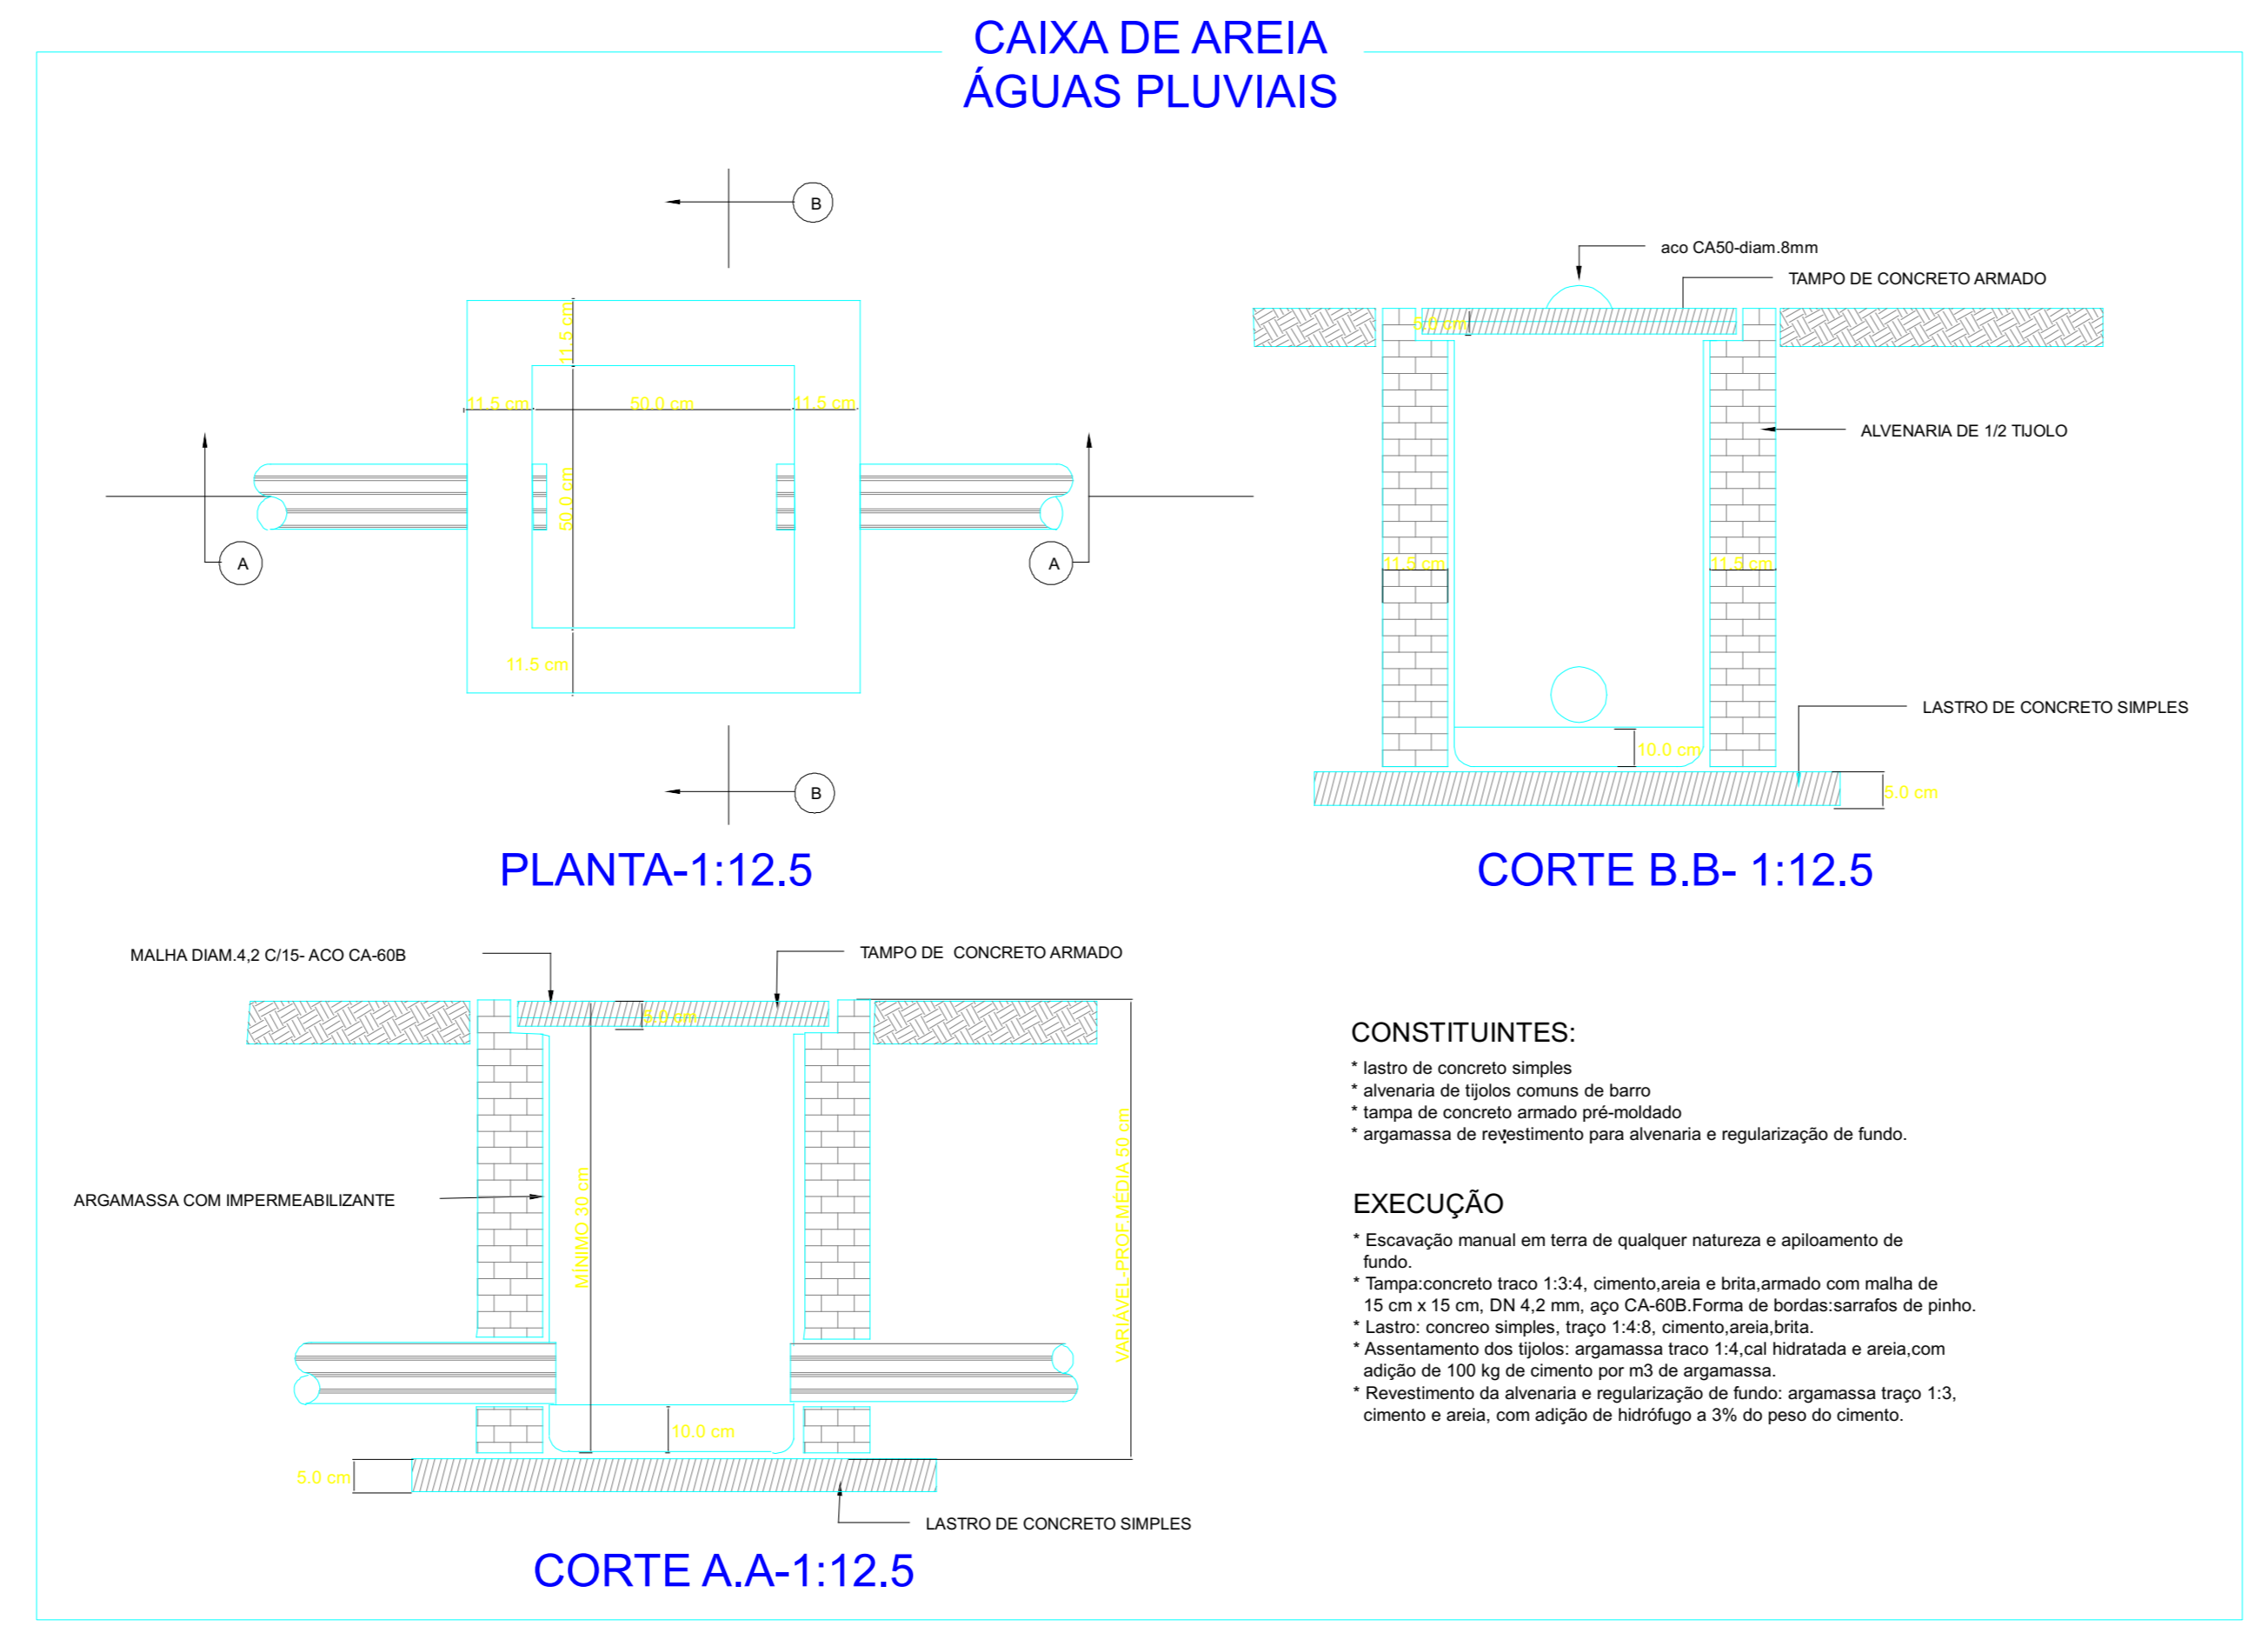 CAIXA DE AREIA
ÁGUAS PLUVIAIS
B
11.5 cm
11.5 cm
50.0 cm
11.5 cm
50.0 cm
A
A
11.5 cm
B
PLANTA-1:12.5
aco CA50-diam.8mm
TAMPO DE CONCRETO ARMADO
5.0 cm
ALVENARIA DE 1/2 TIJOLO
11.5 cm
11.5 cm
LASTRO DE CONCRETO SIMPLES
10.0 cm
5.0 cm
CORTE B.B- 1:12.5
MALHA DIAM.4,2 C/15- ACO CA-60B
TAMPO DE CONCRETO ARMADO
5.0 cm
ARGAMASSA COM IMPERMEABILIZANTE
MÍNIMO 30 cm
VARIÁVEL-PROF.MÉDIA 50 cm
10.0 cm
5.0 cm
LASTRO DE CONCRETO SIMPLES
CORTE A.A-1:12.5
CONSTITUINTES:
* lastro de concreto simples
* alvenaria de tijolos comuns de barro
* tampa de concreto armado pré-moldado
* argamassa de revestimento para alvenaria e regularização de fundo.
EXECUÇÃO
* Escavação manual em terra de qualquer natureza e apiloamento de
fundo.
* Tampa:concreto traco 1:3:4, cimento,areia e brita,armado com malha de
15 cm x 15 cm, DN 4,2 mm, aço CA-60B.Forma de bordas:sarrafos de pinho.
* Lastro: concreo simples, traço 1:4:8, cimento,areia,brita.
* Assentamento dos tijolos: argamassa traco 1:4,cal hidratada e areia,com
adição de 100 kg de cimento por m3 de argamassa.
* Revestimento da alvenaria e regularização de fundo: argamassa traço 1:3,
cimento e areia, com adição de hidrófugo a 3% do peso do cimento.